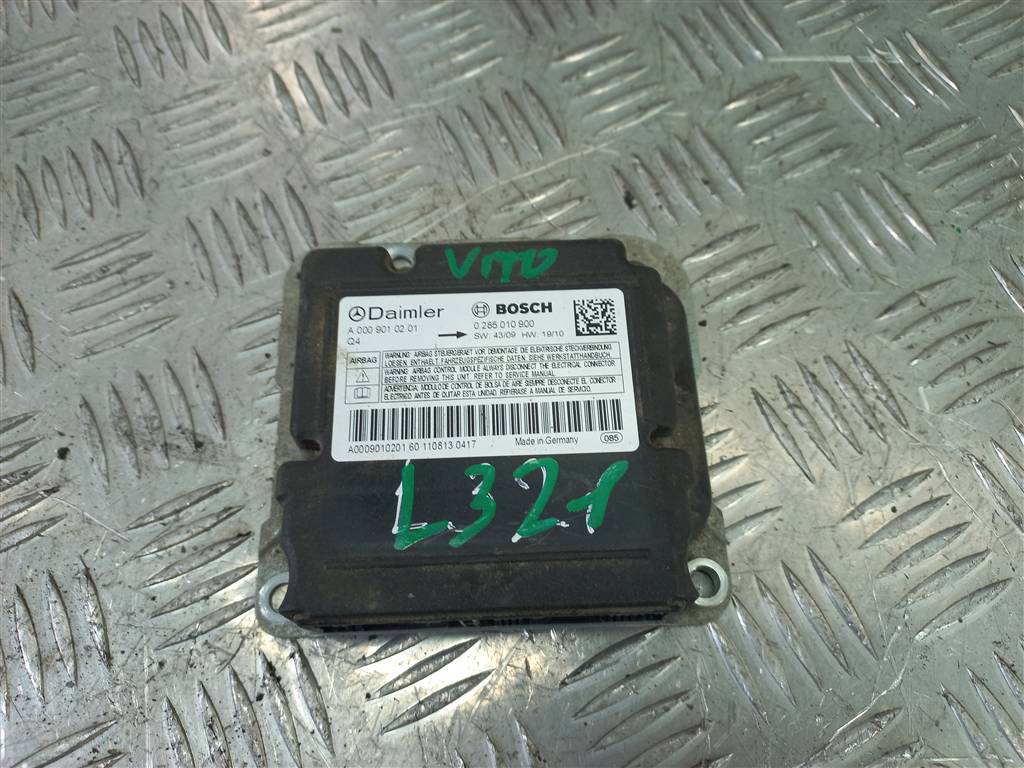 VITO
Daimler BOSCH
A 000 901 02 01 0 285 010 900
Q4 SW: 43/09 HW: 19/10
AIRBAG
WARNUNG: AIRBAG STEUERGERAET VOR DEMONTAGE DIE ELEKTRISCHE STECKVERBINDUNG
LOESEN. ENTHAELT FAHRZEUGSPEZIFISCHE DATEN, SIEHE WERKSTATTHANDBUCH.
WARNING: AIRBAG CONTROL MODULE ALWAYS DISCONNECT THE ELECTRICAL CONNECTOR
BEFORE REMOVING THIS UNIT. REFER TO SERVICE MANUAL.
ADVERTENCIA: MODULO DE CONTROL DE BOLSA DE AIRE SIEMPRE DESCONECTE EL CONECTOR
ELECTRICO ANTES DE QUITAR ESTA UNIDAD. REFIERASE A MANUAL DE SERVICIO.
A0009010201 60 110813 0417 Made in Germany 085
L321